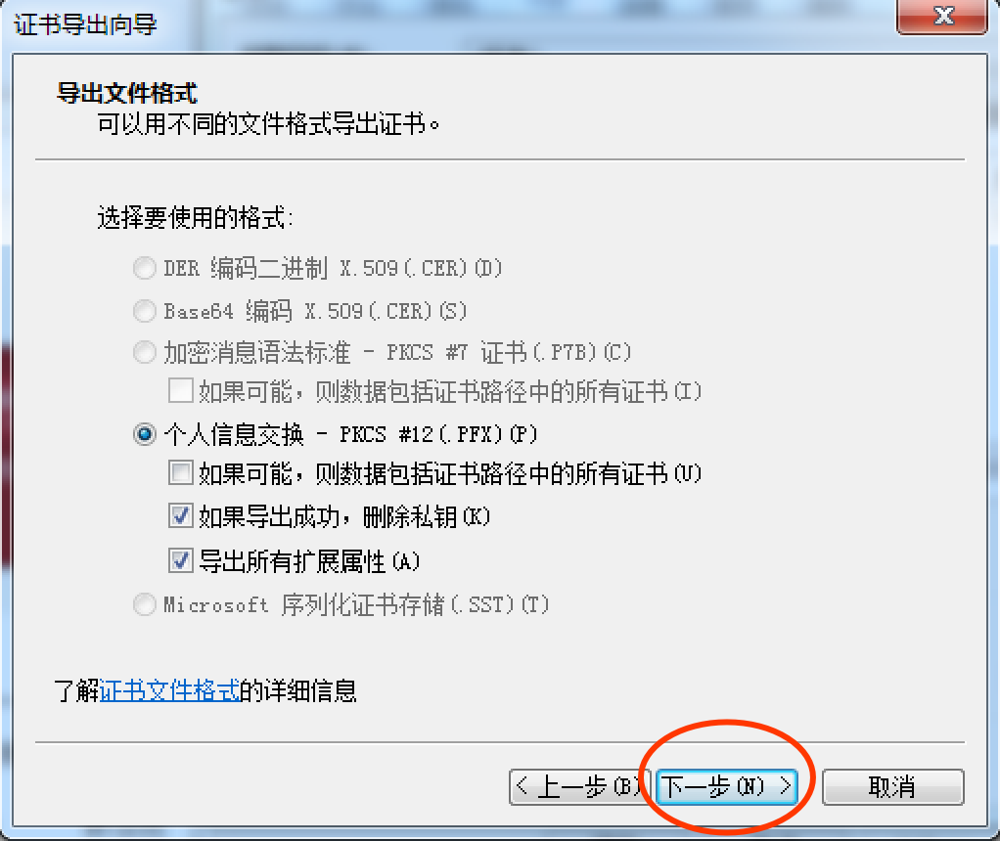 证书导出向导
导出文件格式
可以用不同的文件格式导出证书。
选择要使用的格式:
DER 编码二进制 X.509(.CER)(D)
Base64 编码 X.509(.CER)(S)
加密消息语法标准 - PKCS #7 证书(.P7B)(C)
如果可能，则数据包括证书路径中的所有证书(I)
个人信息交换 - PKCS #12(.PFX)(P)
如果可能，则数据包括证书路径中的所有证书(U)
如果导出成功，删除私钥(K)
导出所有扩展属性(A)
Microsoft 序列化证书存储(.SST)(T)
了解证书文件格式的详细信息
< 上一步(B) 下一步(N) > 取消